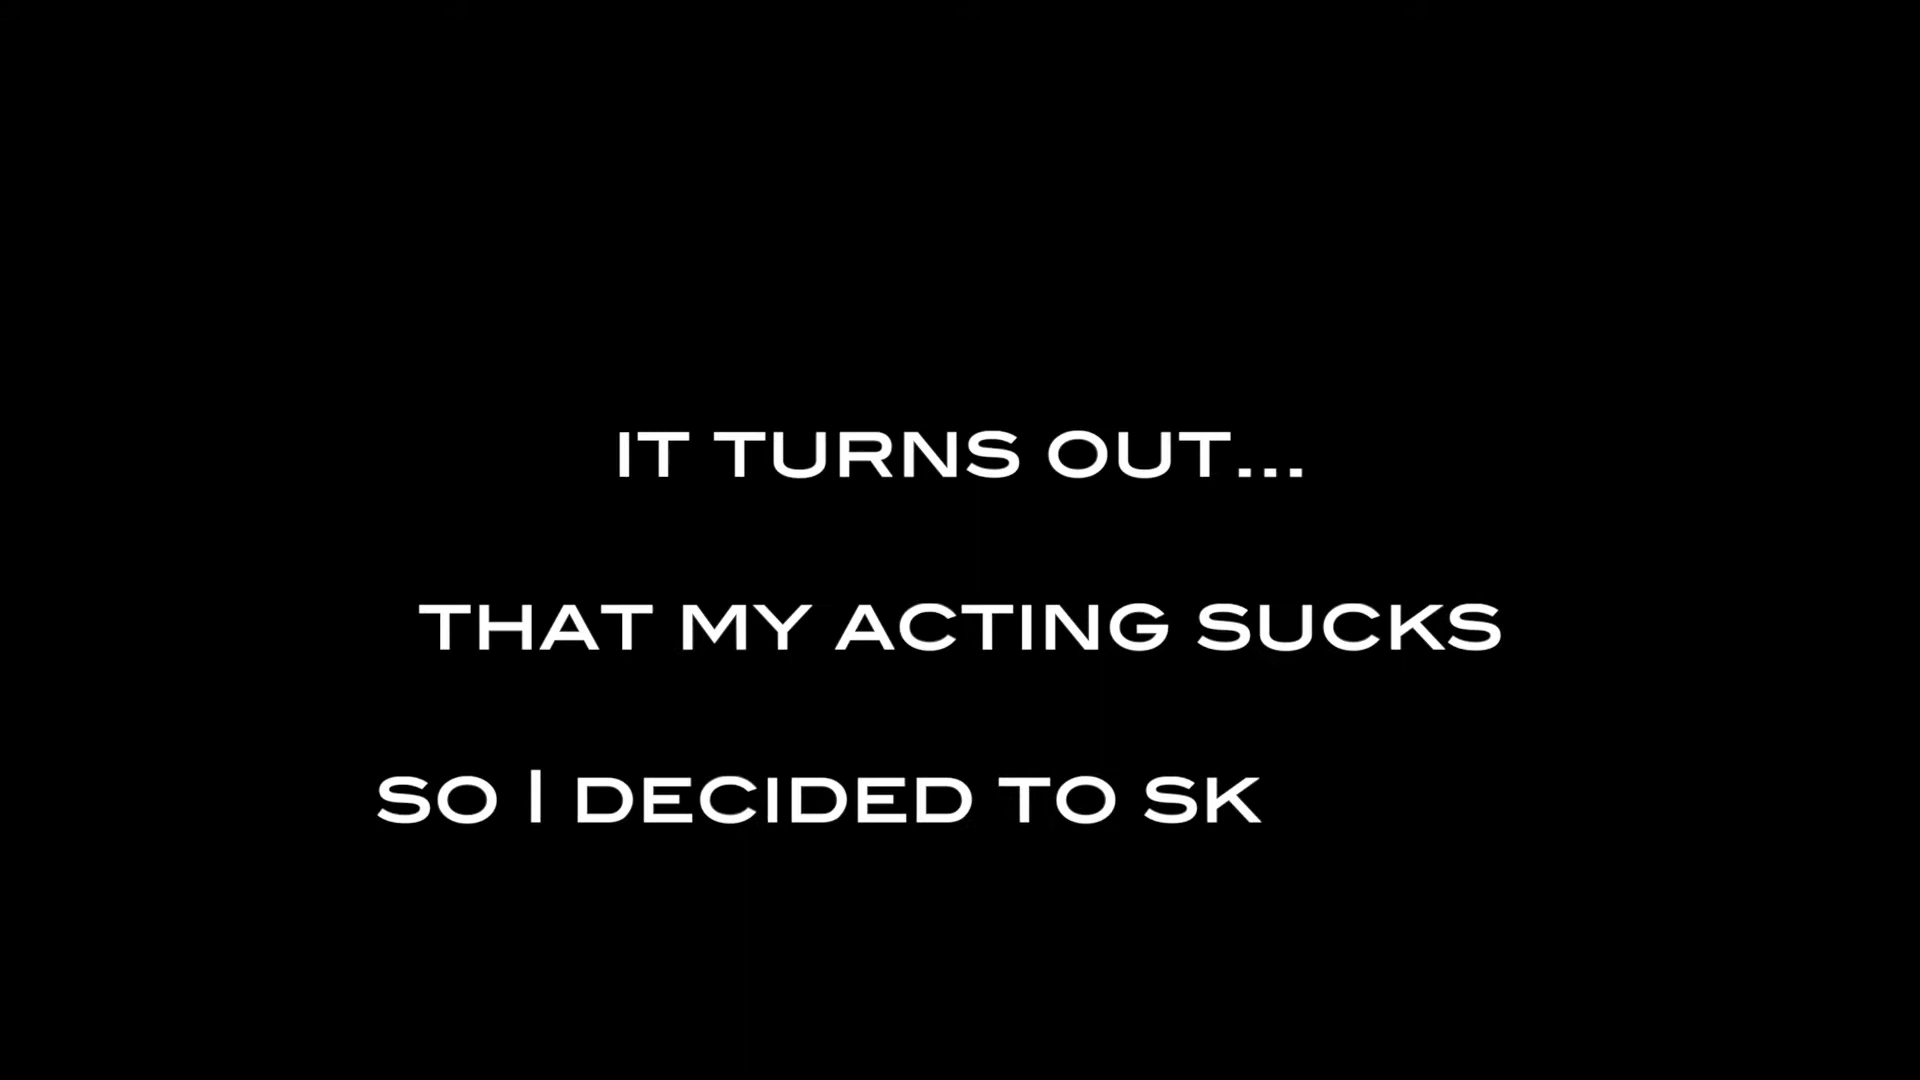 IT TURNS OUT...
THAT MY ACTING SUCKS
SO I DECIDED TO SK